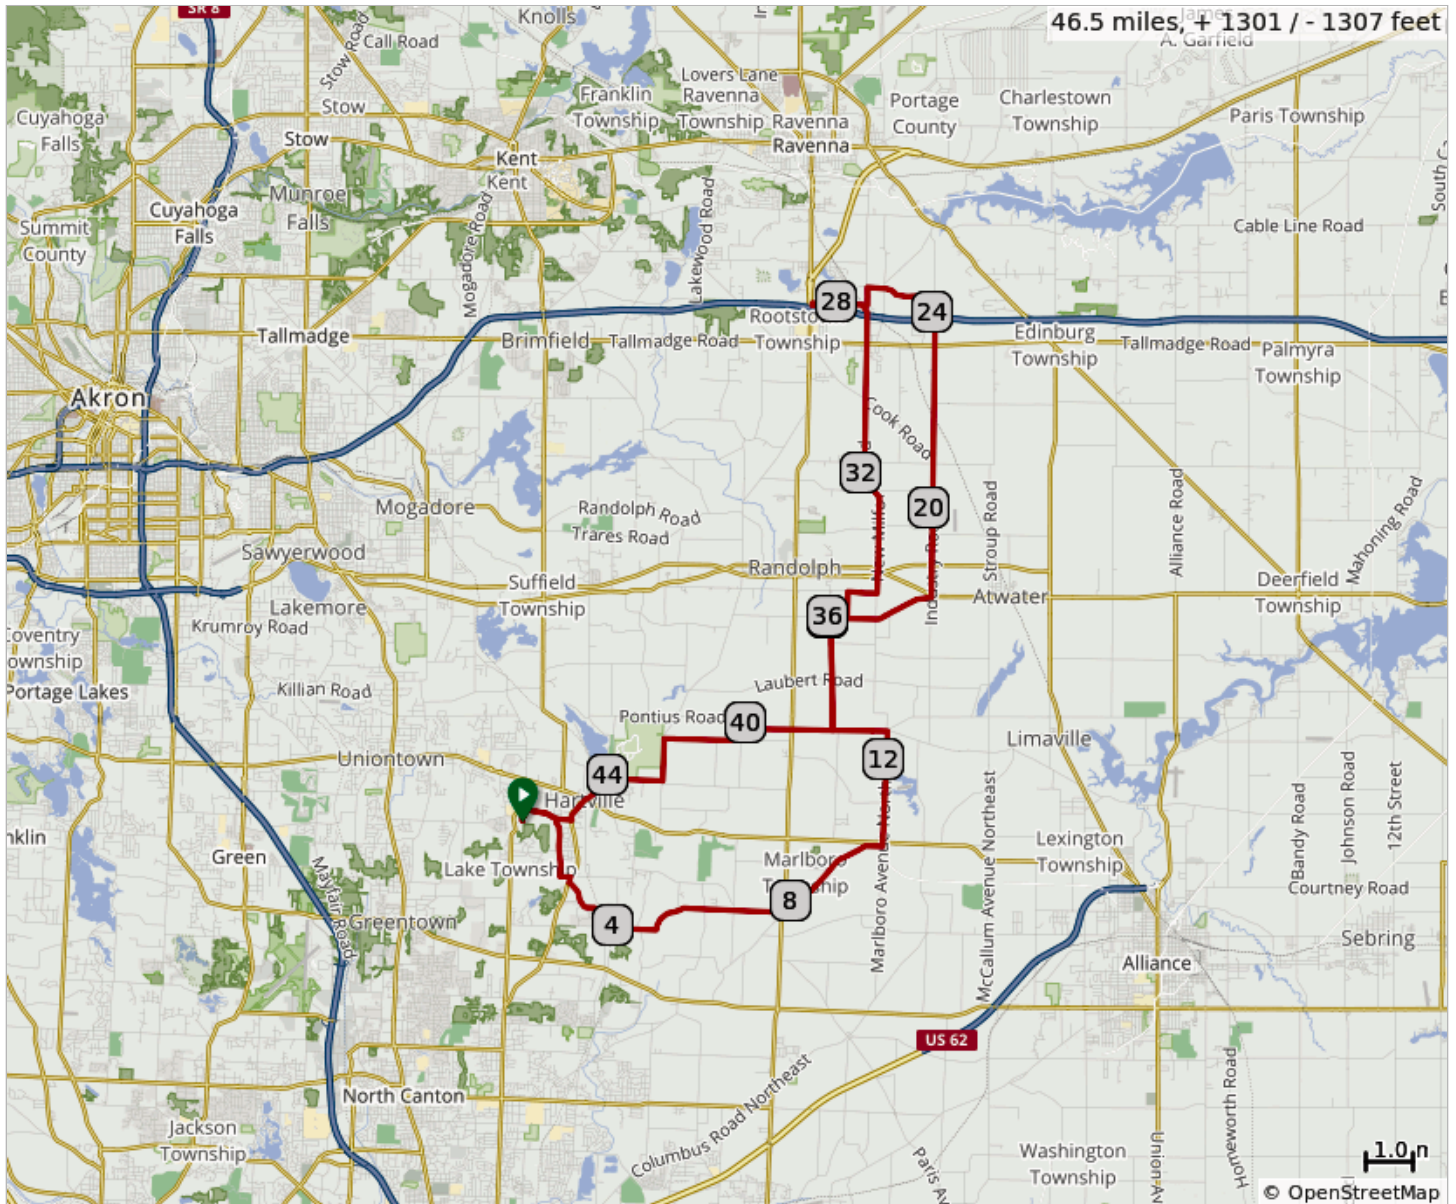 SR 8
46.5 miles, + 1301 / - 1307 feet
Knolls
Call Road
Stow Road
A. Garfield
Lovers Lane
Ravenna
Township
Franklin
Township
Portage
County
Charlestown
Township
Paris Township
Cuyahoga
Falls
Stow
Stow
Ravenna
Ravenna
Kent
Kent
Munroe
Falls
Cuyahoga
Falls
Summit
County
Mogadore Road
Lakewood Road
Cable Line Road
28
24
Tallmadge
Brimfield
Tallmadge Road
Township
Edinburg
Township
Tallmadge Road
Palmyra
Township
Akron
Cook Road
32
20
Mogadore
Randolph Road
Trares Road
Stroup Road
Alliance Road
Mahoning Road
Sawyerwood
Suffield
Township
Randolph
Atwater
Deerfield
Township
Lakemore
Krumroy Road
36
Portage Lakes
Killian Road
Laubert Road
Pontius Road
40
Limaville
Uniontown
12
44
Hartville
Green
Mayfair Road
Lake Township
Marlboro
Marlboro Avenue North
McCallum Avenue Northeast
Lexington
Township
Bandy Road
Johnson Road
12th Street
Courtney Road
8
4
Greentown
Sebring
Alliance
US 62
North Canton
Columbus Road Northeast
Jackson
Township
Homeworth Road
Washington
Township
1.0
© OpenStreetMap